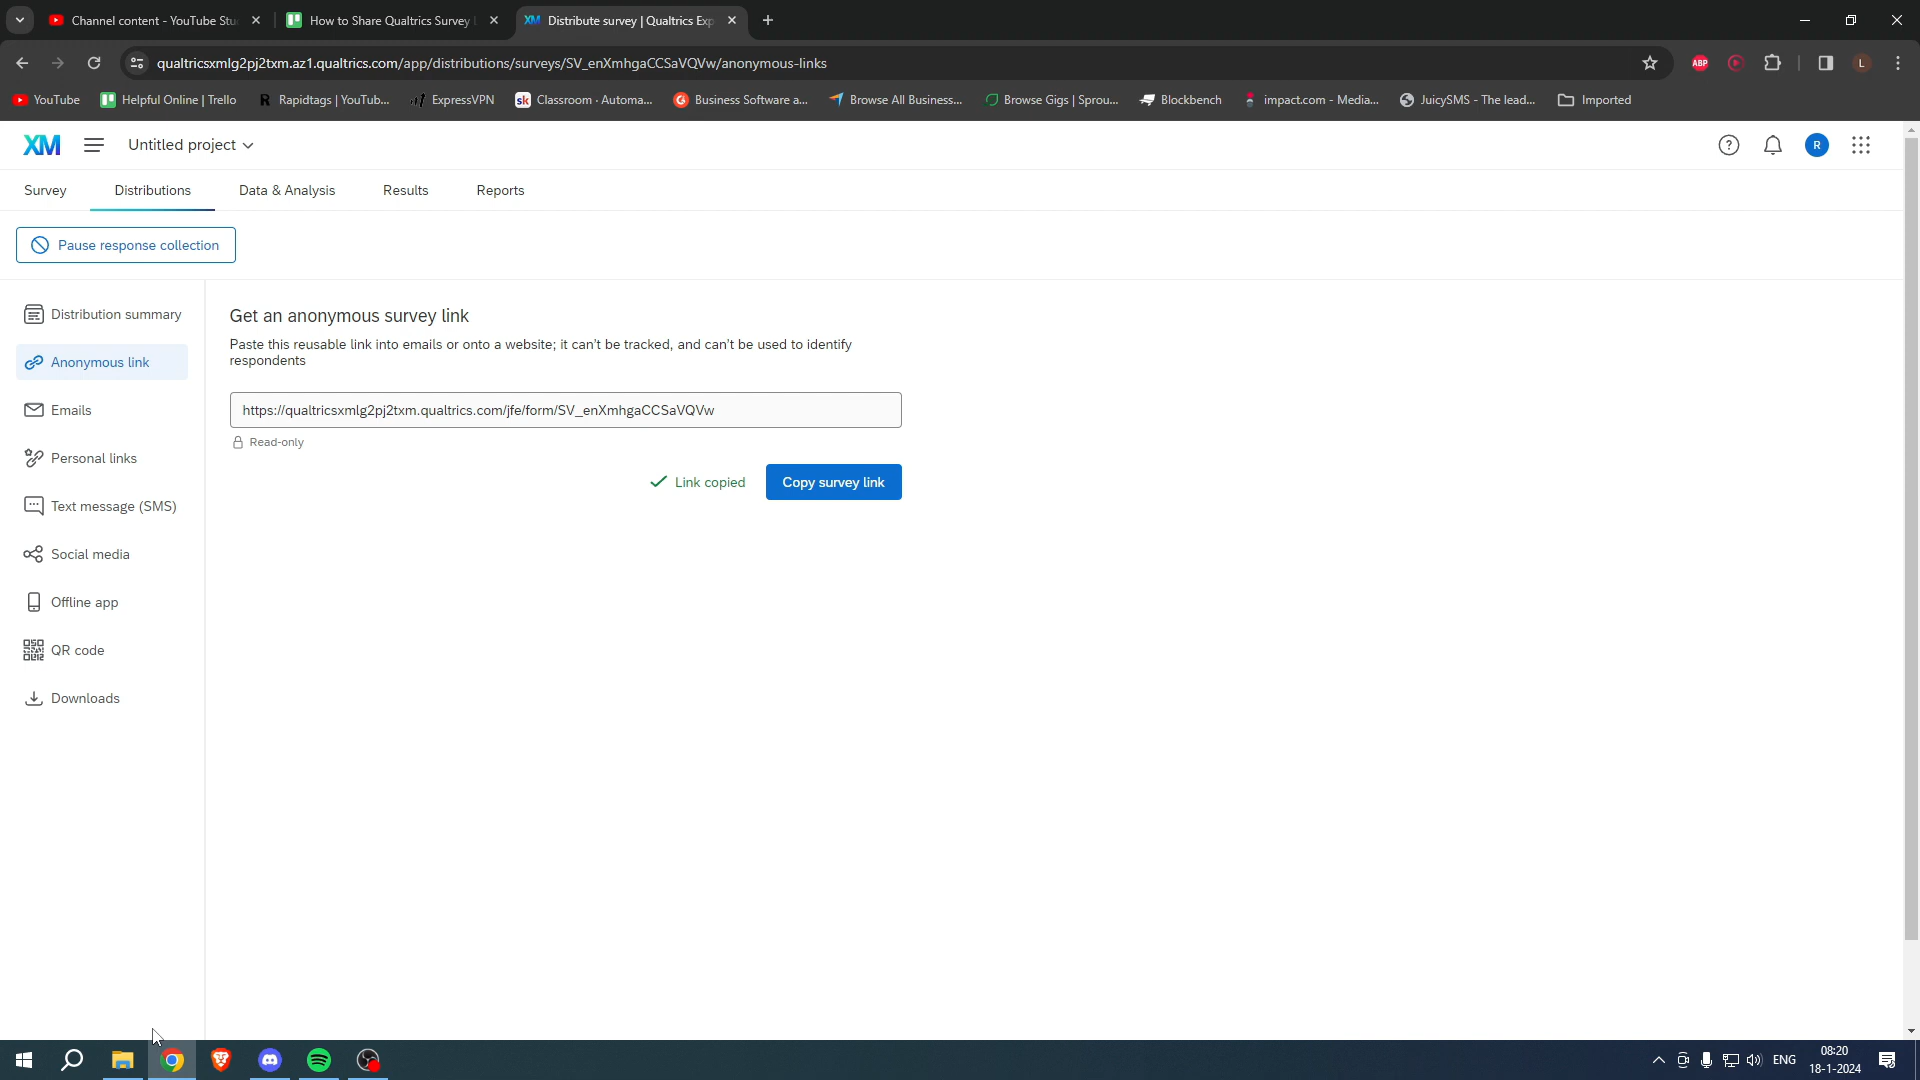 Channel content - YouTube Stu
How to Share Qualtrics Survey
Distribute survey | Qualtrics Exp
qualtricsxmlg2pj2txm.az1.qualtrics.com/app/distributions/surveys/SV_enXmhgaCCSaVQVw/anonymous-links
ABP
L
YouTube
Helpful Online | Trello
R Rapidtags | YouTub...
ExpressVPN
sk Classroom - Automa...
Business Software a...
Browse All Business...
Browse Gigs | Sprou...
Blockbench
impact.com - Media...
JuicySMS - The lead...
Imported
XM
Untitled project
R
Survey
Distributions
Data & Analysis
Results
Reports
Pause response collection
Distribution summary
Anonymous link
Emails
Personal links
Text message (SMS)
Social media
Offline app
QR code
Downloads
Get an anonymous survey link
Paste this reusable link into emails or onto a website; it can't be tracked, and can't be used to identify
respondents
https://qualtricsxmlg2pj2txm.qualtrics.com/jfe/form/SV_enXmhgaCCSaVQVw
Read-only
Link copied
Copy survey link
ENG
08:20
18-1-2024